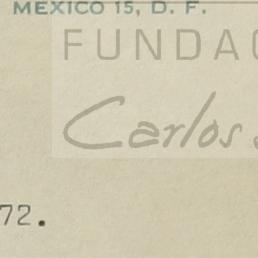 MEXICO 15, D. F.
FUNDAC
Carlos
72.